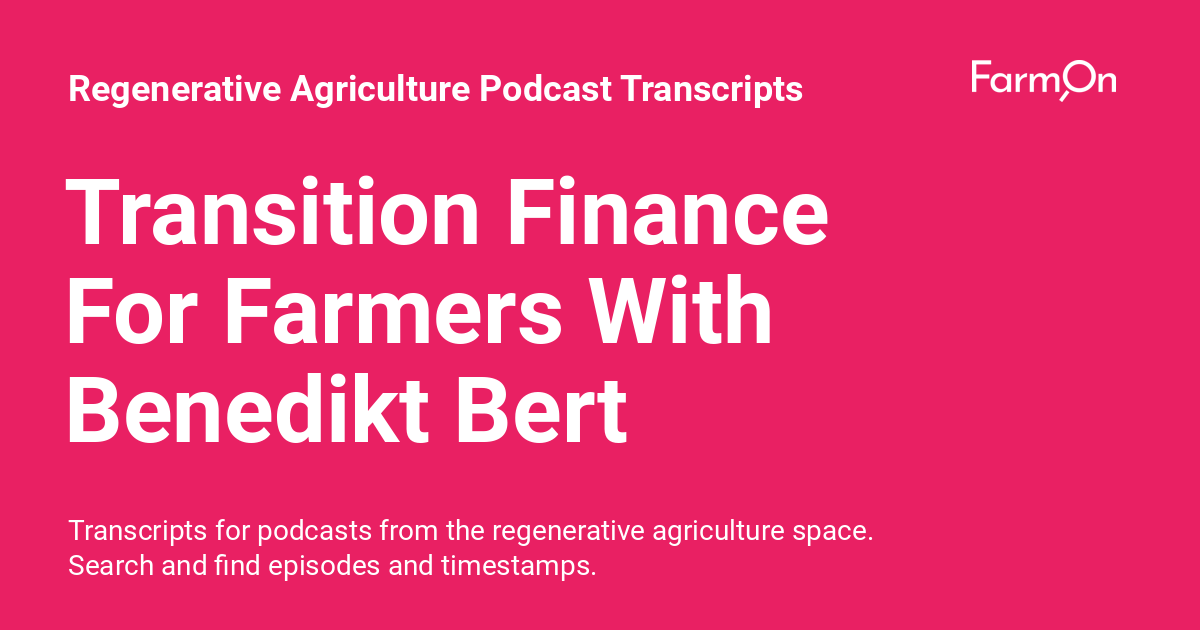 Regenerative Agriculture Podcast Transcripts
FarmOn
Transition Finance
For Farmers With
Benedikt Bert
Transcripts for podcasts from the regenerative agriculture space.
Search and find episodes and timestamps.